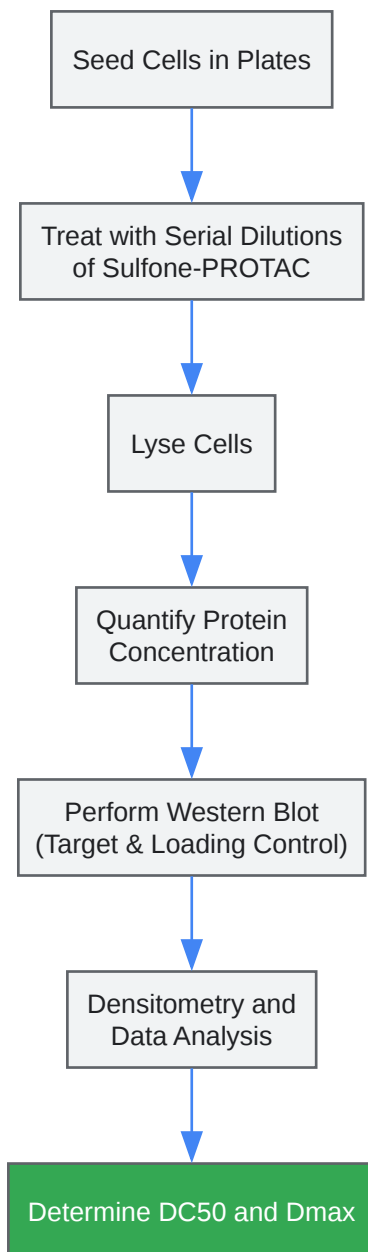 Seed Cells in Plates
Treat with Serial Dilutions
of Sulfone-PROTAC
Lyse Cells
Quantify Protein
Concentration
Perform Western Blot
(Target & Loading Control)
Densitometry and
Data Analysis
Determine DC50 and Dmax